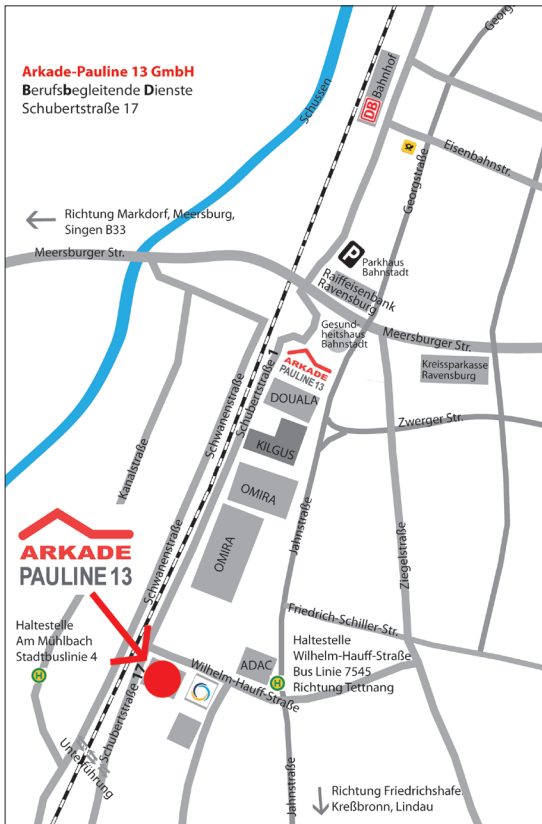 Arkade-Pauline 13 GmbH
Berufsbegleitende Dienste
Schubertstraße 17
Schussen
DB Bahnhof
Georgstraße
Eisenbahnstr.
Richtung Markdorf, Meersburg,
Singen B33
Meersburger Str.
P
Parkhaus
Bahnstadt
Raiffeisenbank
Ravensburg
Gesund-
heitshaus
Bahnstadt
Meersburger Str.
Kreissparkasse
Ravensburg
ARKADE
PAULINE 13
Schubertstraße 1
Schwanenstraße
DOUALA
KILGUS
Zwerger Str.
Kanalstraße
OMIRA
OMIRA
Jahnstraße
Ziegelstraße
ARKADE
PAULINE 13
Schwanenstraße
Friedrich-Schiller-Str.
Haltestelle
Am Mühlbach
Stadtbuslinie 4
H
Haltestelle
Wilhelm-Hauff-Straße
Bus Linie 7545
Richtung Tettnang
ADAC
H
Wilhelm-Hauff-Straße
Schubertstraße 17
Unterführung
Jahnstraße
Richtung Friedrichshafe
Kreßbronn, Lindau